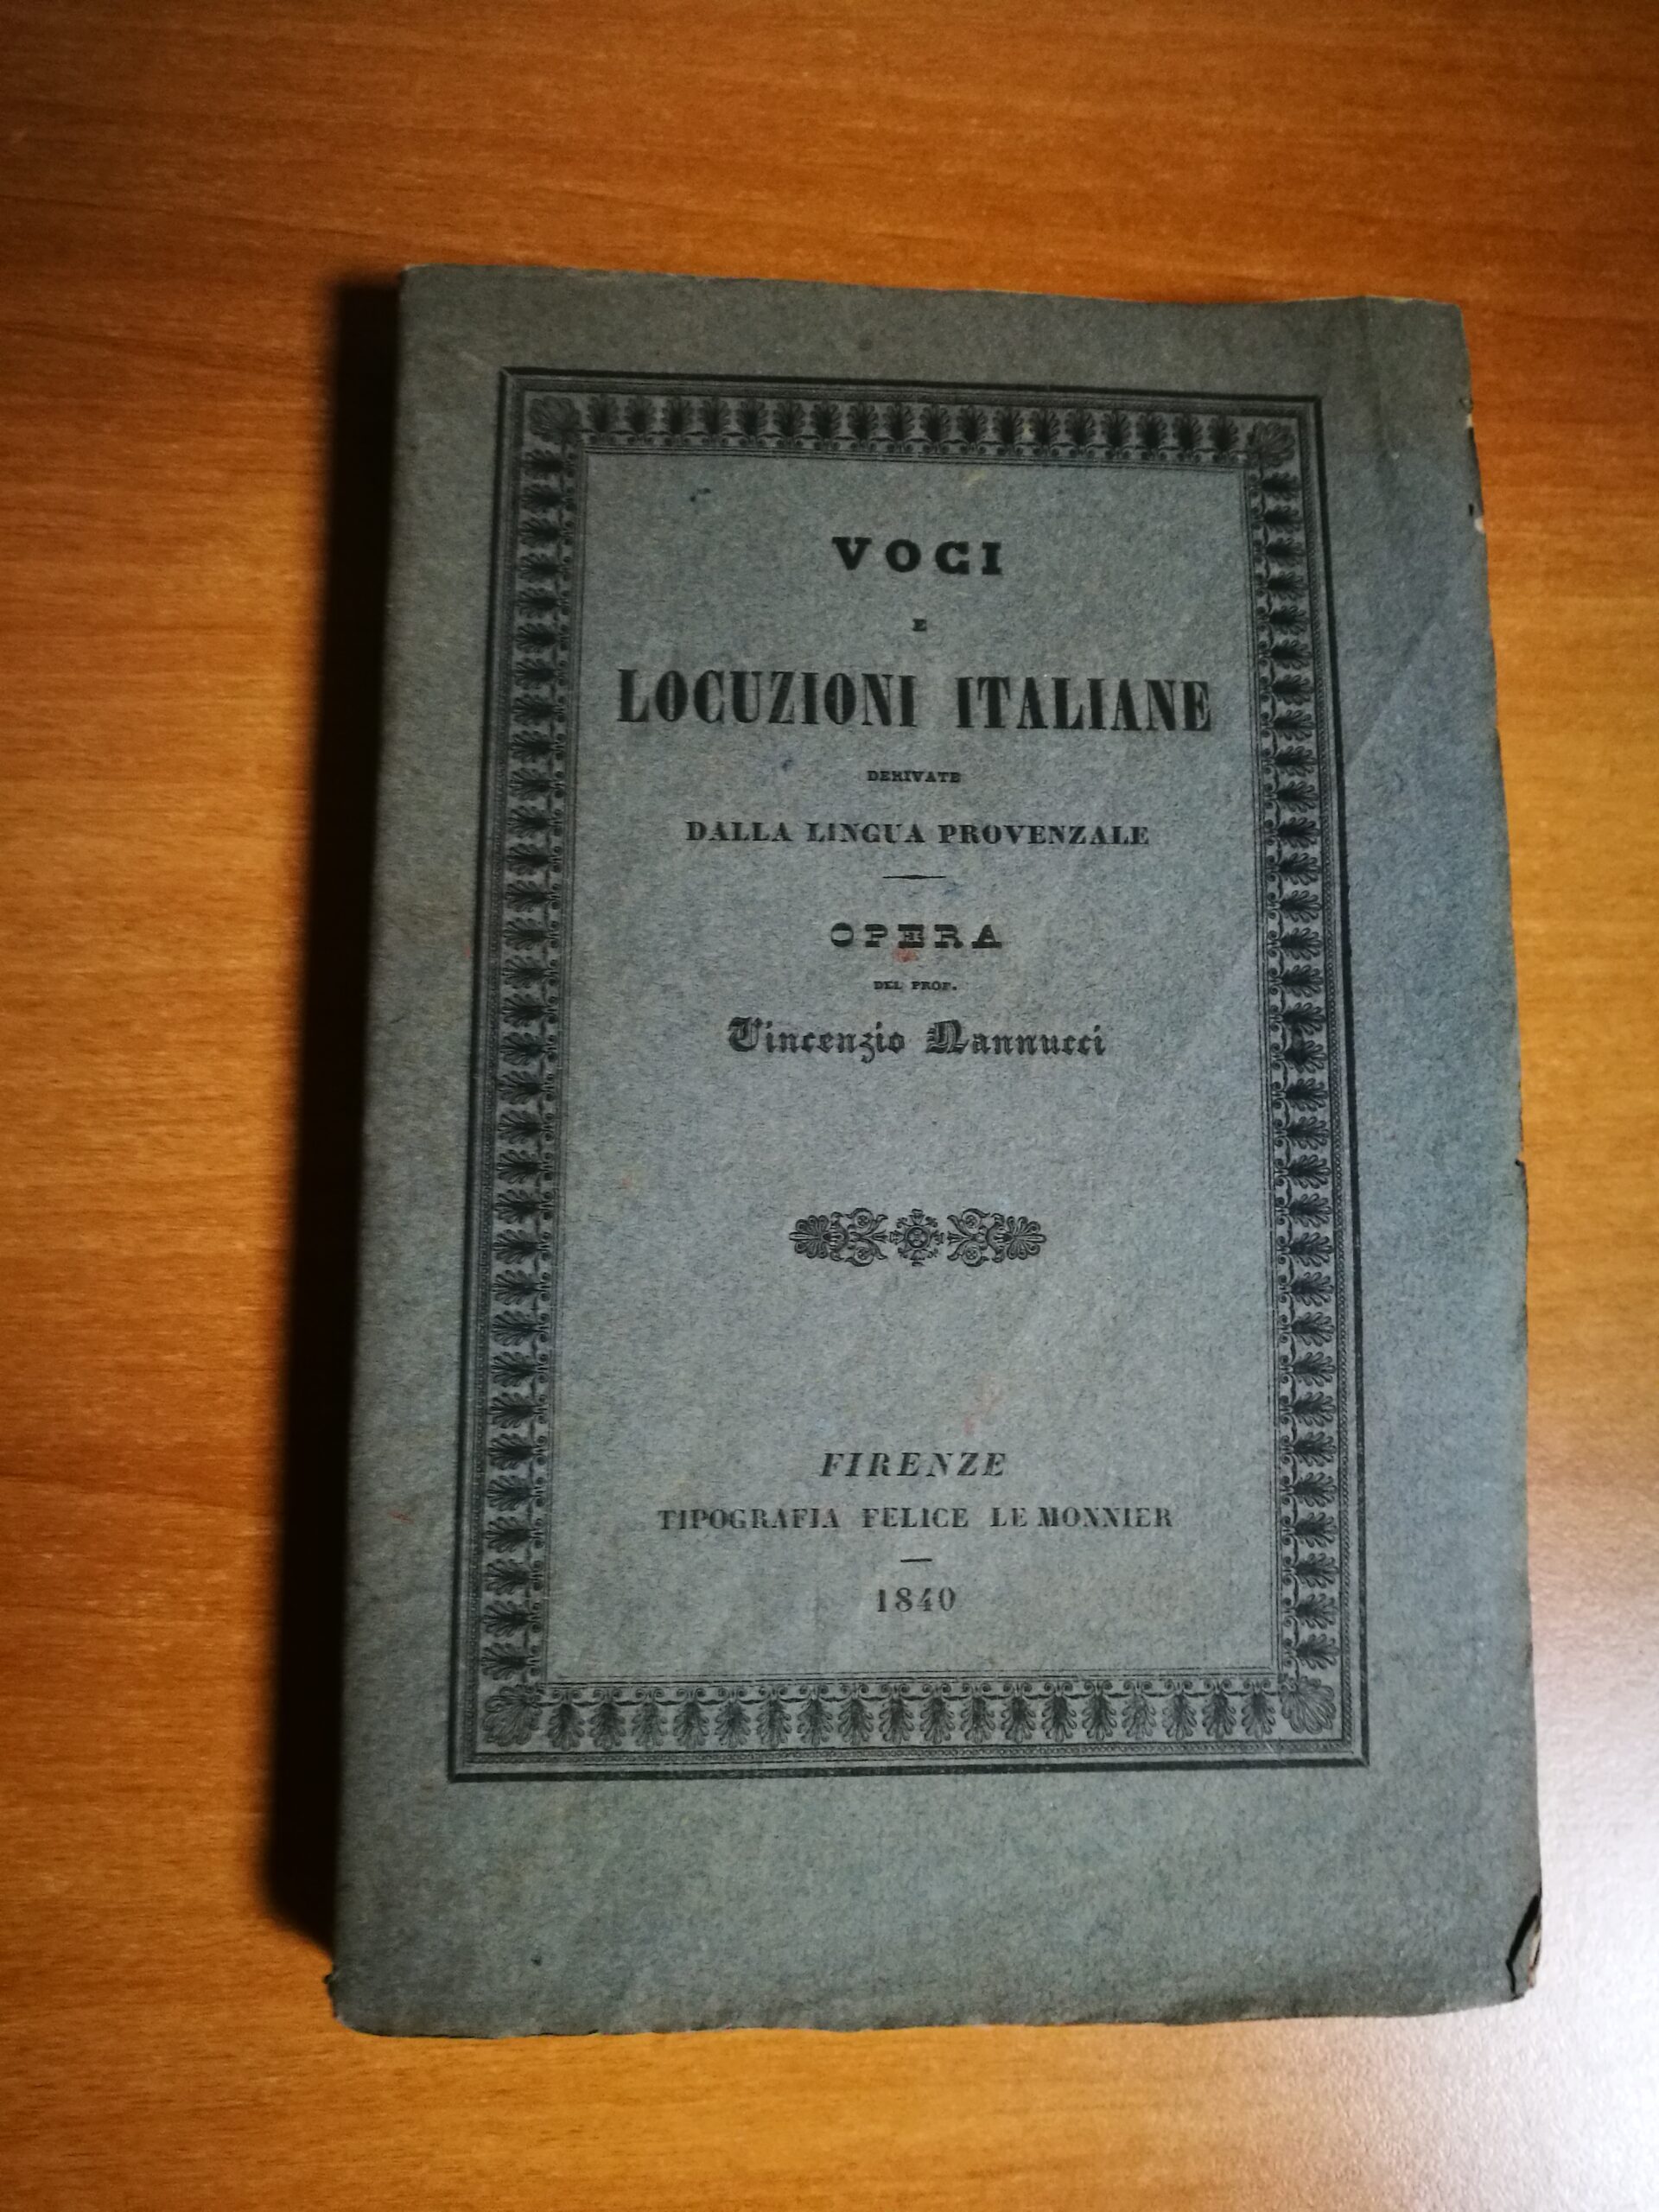 VOCI
E
LOCUZIONI ITALIANE
DERIVATE
DALLA LINGUA PROVENZALE
OPERA
DEL PROF.
Vincenzio Nannucci
FIRENZE
TIPOGRAFIA FELICE LE MONNIER
1840